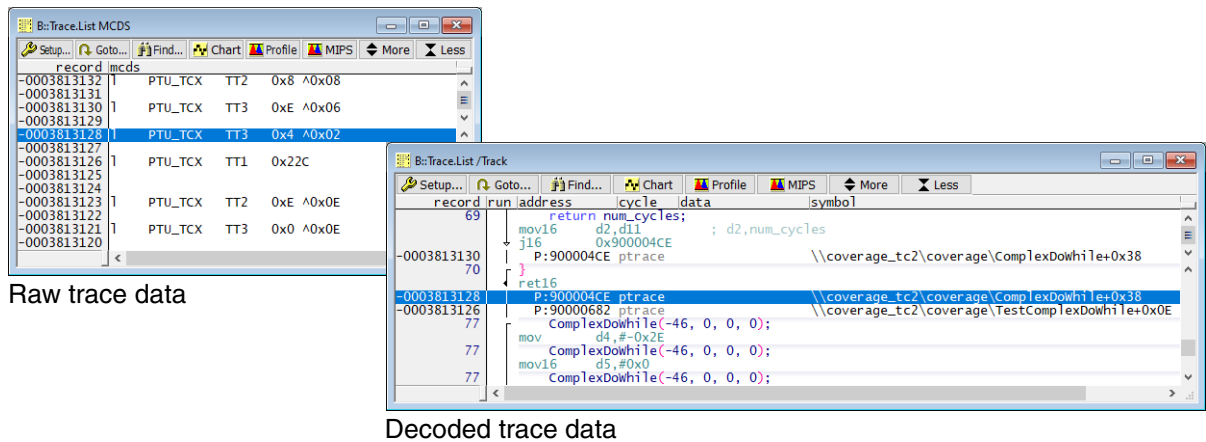 B::Trace.List MCDS
Setup... Goto... Find... Chart Profile MIPS More Less
record mcds
-0003813132 l PTU_TCX TT2 0x8 ^0x08
-0003813131
-0003813130 l PTU_TCX TT3 0xE ^0x06
-0003813129
-0003813128 l PTU_TCX TT3 0x4 ^0x02
-0003813127
-0003813126 l PTU_TCX TT1 0x22C
-0003813125
-0003813124
-0003813123 l PTU_TCX TT2 0xE ^0x0E
-0003813122
-0003813121 l PTU_TCX TT3 0x0 ^0x0E
-0003813120
Raw trace data
B::Trace.List /Track
Setup... Goto... Find... Chart Profile MIPS More Less
record run address cycle data symbol
69 return num_cycles;
mov16 d2,d11 ; d2,num_cycles
j16 0x900004CE
-0003813130 P:900004CE ptrace \\coverage_tc2\coverage\ComplexDoWhile+0x38
70 }
ret16
-0003813128 P:900004CE ptrace \\coverage_tc2\coverage\ComplexDoWhile+0x38
-0003813126 P:90000682 ptrace \\coverage_tc2\coverage\TestComplexDoWhile+0x0E
77 ComplexDoWhile(-46, 0, 0, 0);
mov d4,#-0x2E
77 ComplexDoWhile(-46, 0, 0, 0);
mov16 d5,#0x0
77 ComplexDoWhile(-46, 0, 0, 0);
Decoded trace data